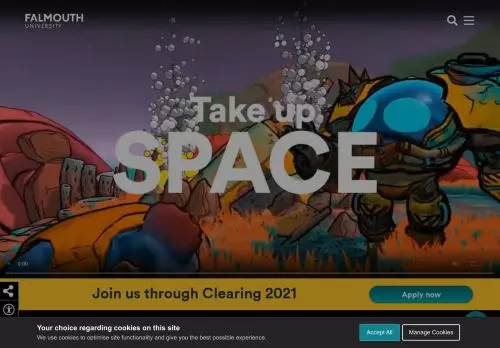 FALMOUTH
UNIVERSITY
Take up
SPACE
0:00
Join us through Clearing 2021
Apply now
Your choice regarding cookies on this site
We use cookies to optimise site functionality and give you the best possible experience.
Accept All
Manage Cookies